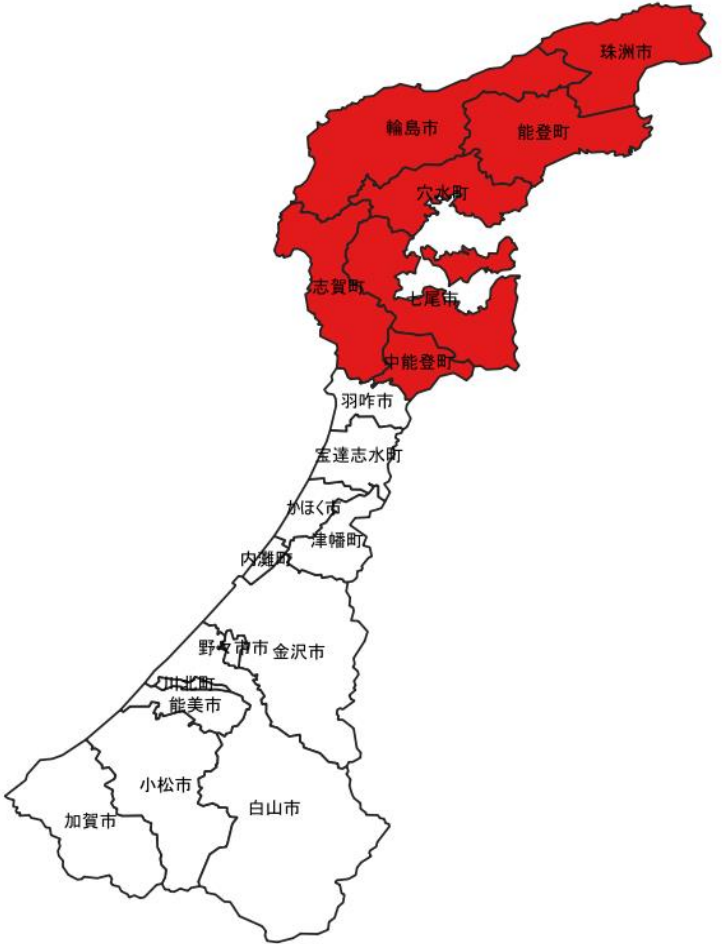 珠洲市
輪島市
能登町
穴水町
志賀町
七尾市
中能登町
羽咋市
宝達志水町
かほく市
津幡町
内灘町
野々市市
金沢市
川北町
能美市
小松市
白山市
加賀市